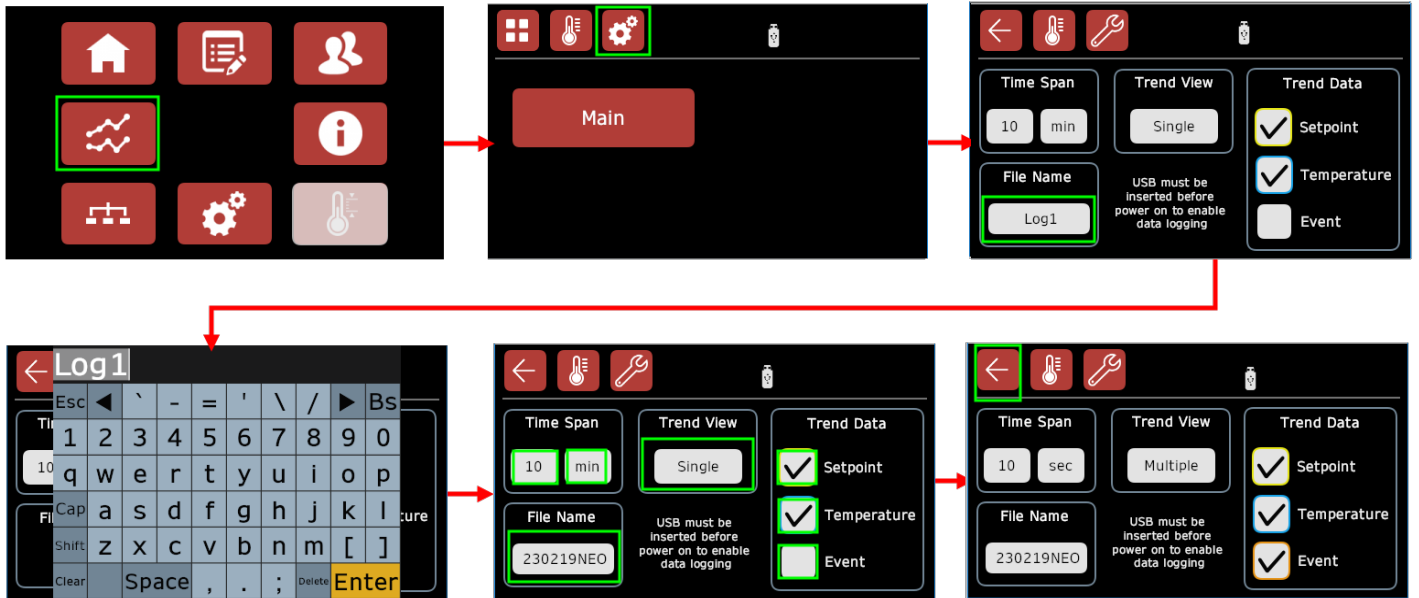 Main
Time Span
Trend View
Trend Data
10
min
Single
Setpoint
File Name
Temperature
Log1
USB must be
inserted before
power on to enable
data logging
Event
Log1
Esc ◀ ` - = ' \ / ▶ Bs
1 2 3 4 5 6 7 8 9 0
q w e r t y u i o p
Cap a s d f g h j k l
Shift z x c v b n m [ ]
Clear Space , . ; Delete Enter
Ti
10
Fi
ture
Time Span
Trend View
Trend Data
10
min
Single
Setpoint
File Name
Temperature
230219NEO
USB must be
inserted before
power on to enable
data logging
Event
Time Span
Trend View
Trend Data
10
sec
Multiple
Setpoint
File Name
Temperature
230219NEO
USB must be
inserted before
power on to enable
data logging
Event